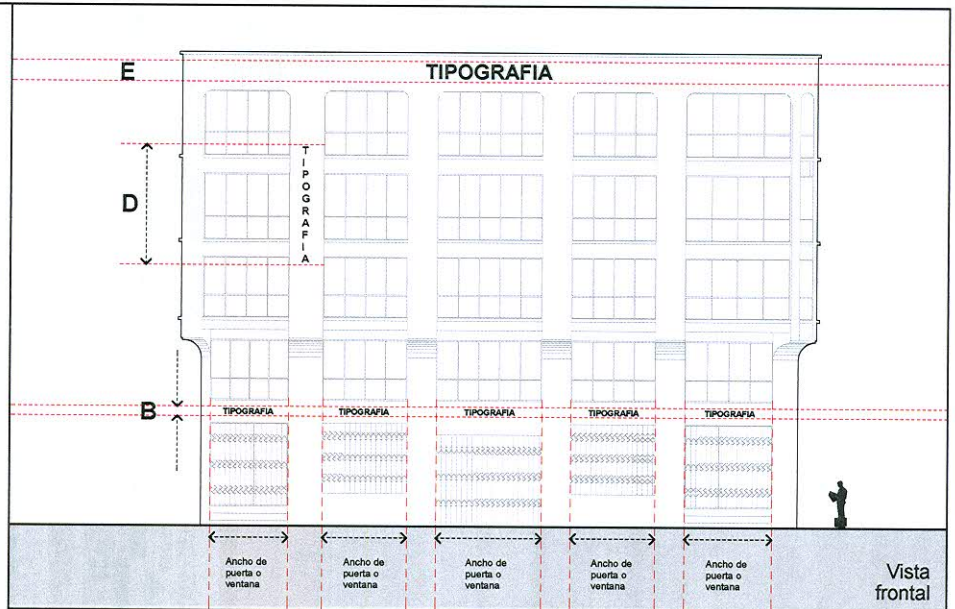 E
TIPOGRAFIA
D
TIPOGRAFIA
B
TIPOGRAFIA TIPOGRAFIA TIPOGRAFIA TIPOGRAFIA TIPOGRAFIA
Ancho de
puerta o
ventana
Ancho de
puerta o
ventana
Ancho de
puerta o
ventana
Ancho de
puerta o
ventana
Ancho de
puerta o
ventana
Vista
frontal